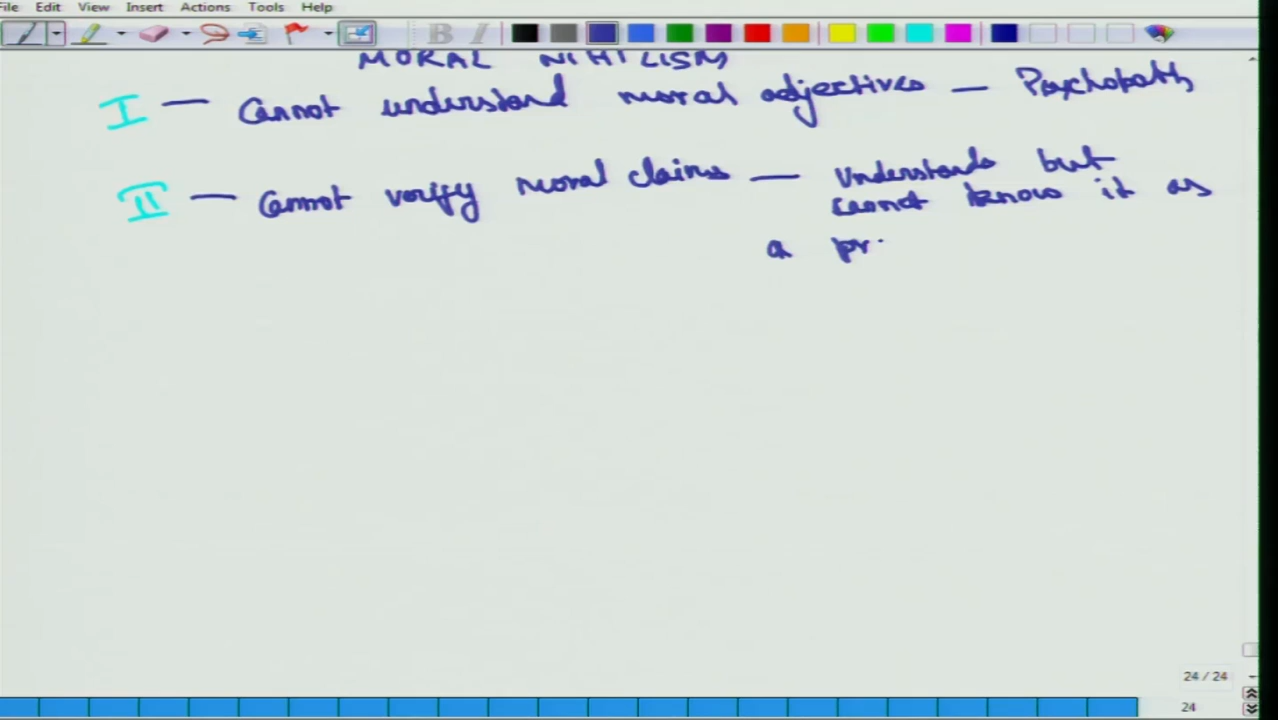 File Edit View Insert Actions Tools Help
B I
MORAL NIHILISM
I — Cannot understand moral adjectives — Psychopath
II — Cannot verify moral claims — Understands but
cannot know it as
a pr
24 / 24
24